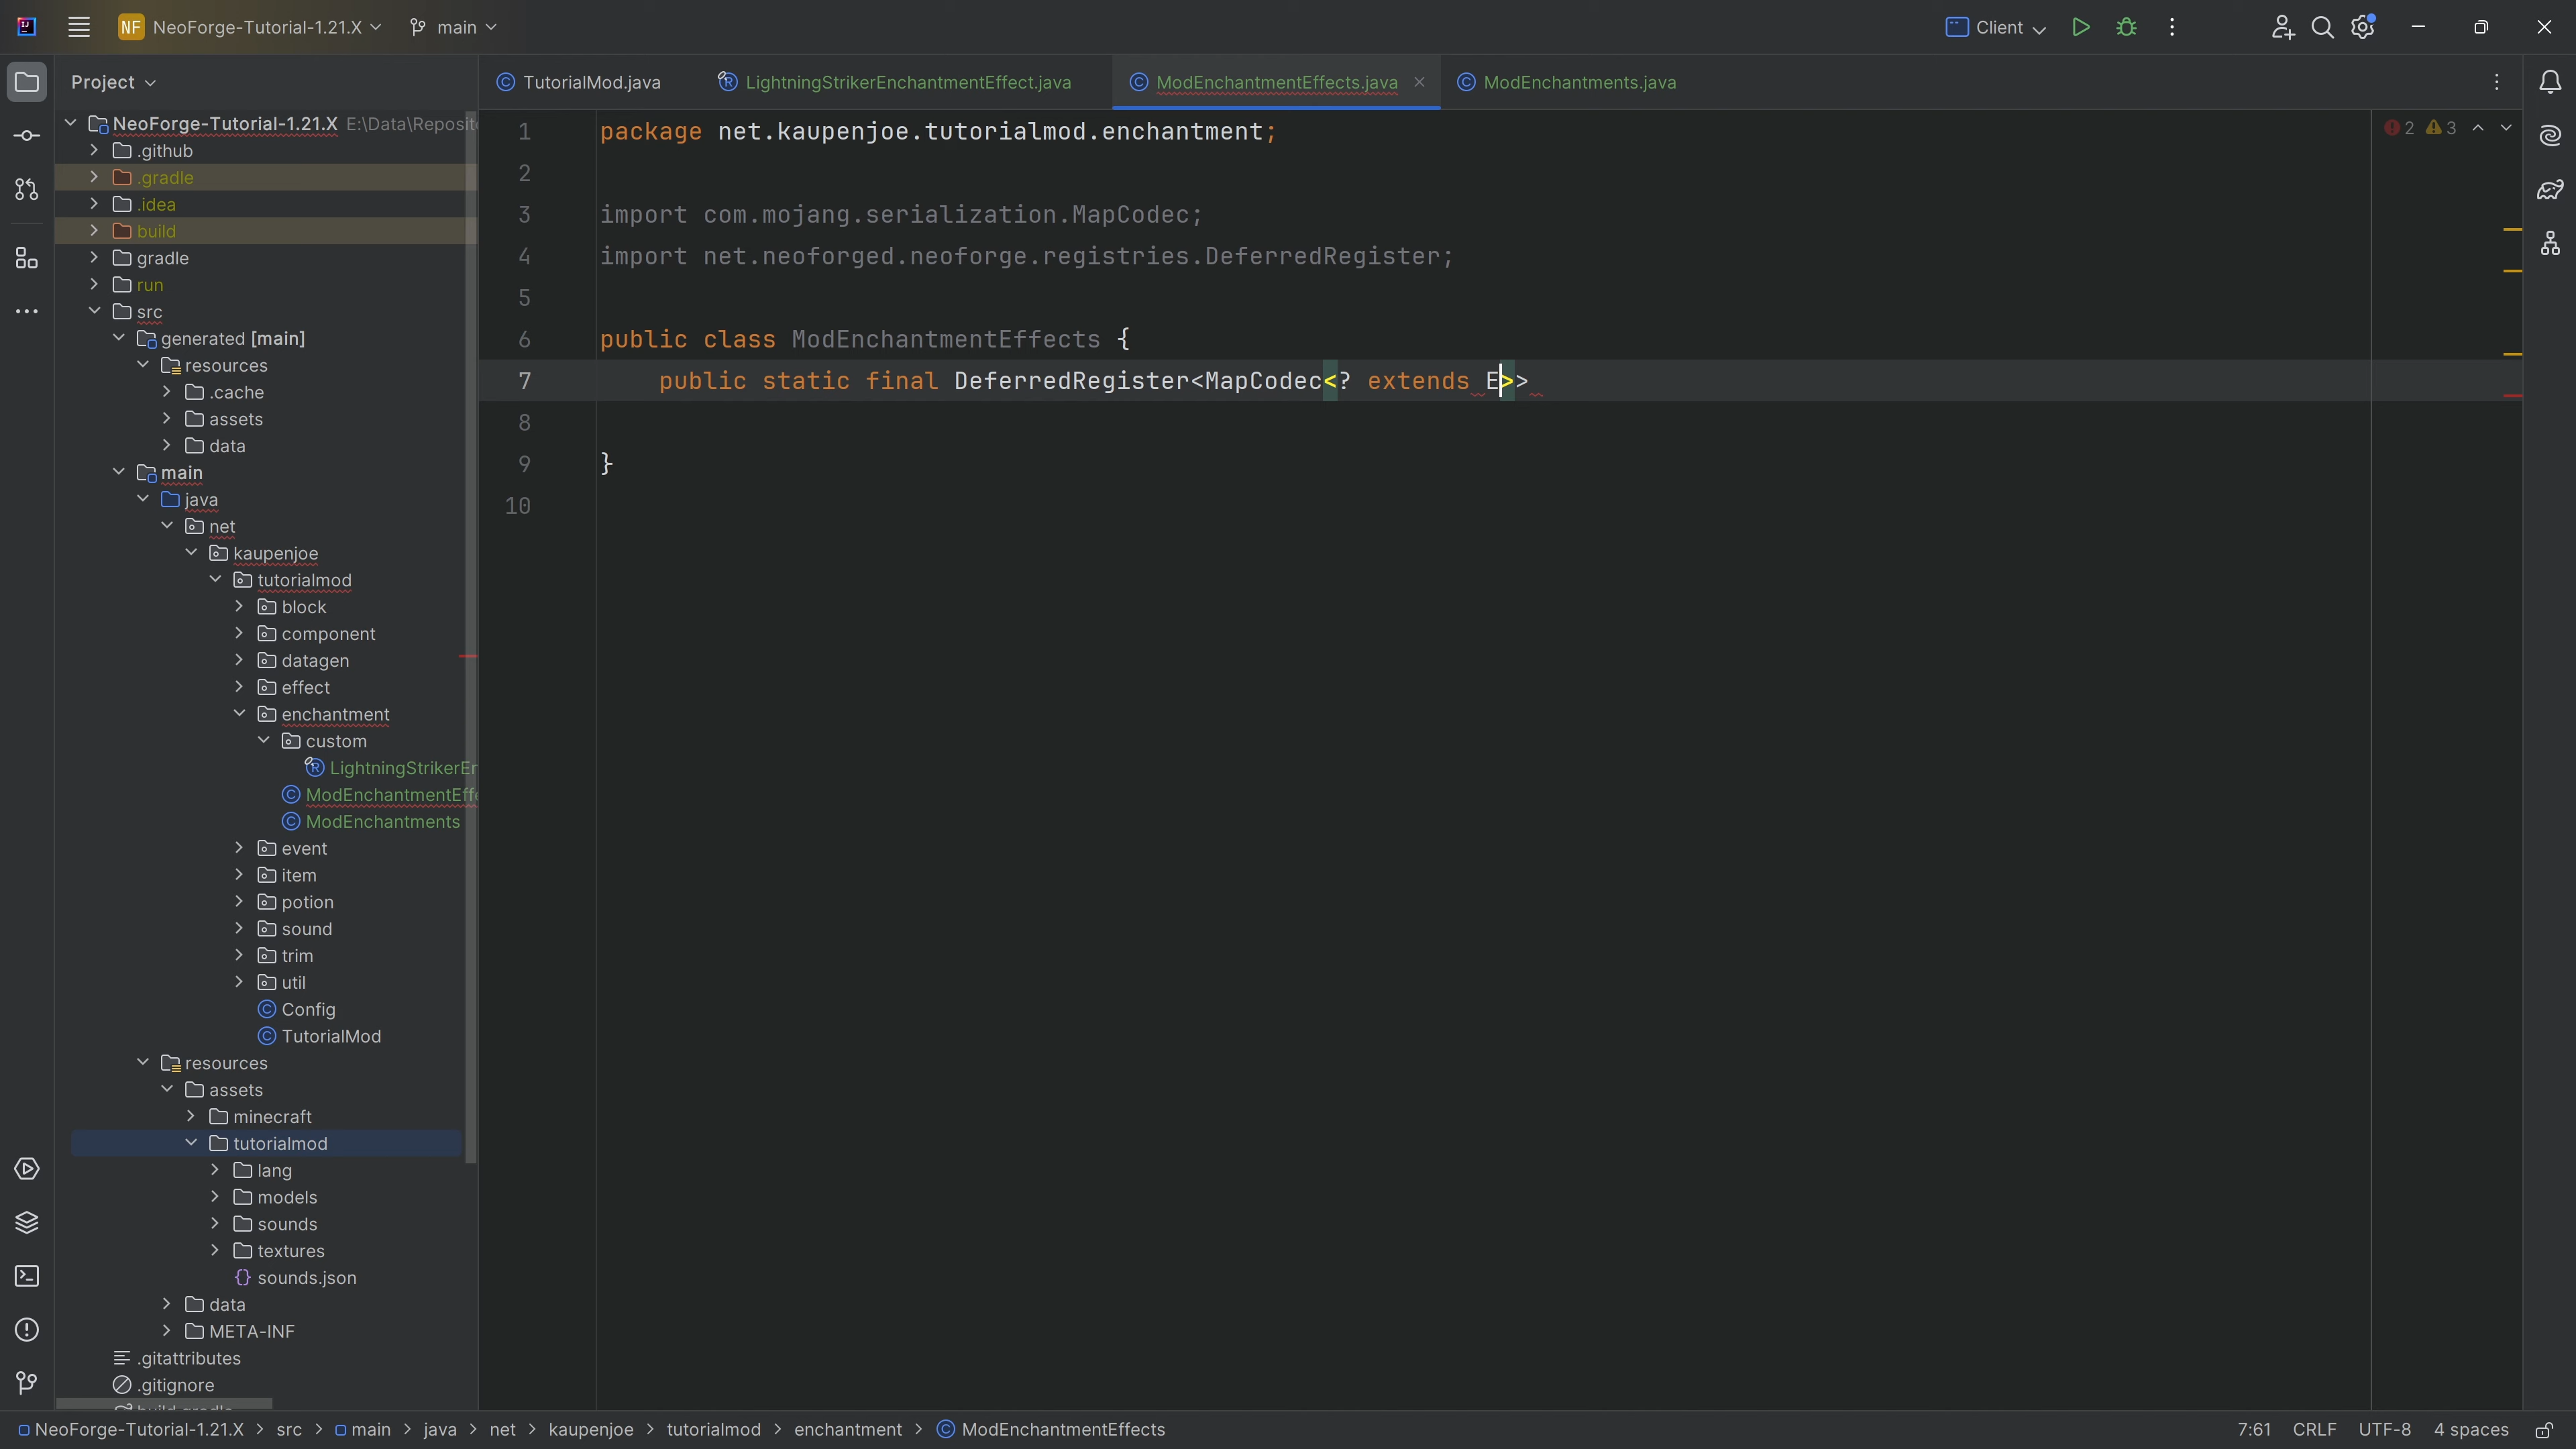 NF NeoForge-Tutorial-1.21.X main Client
Project
TutorialMod.java LightningStrikerEnchantmentEffect.java ModEnchantmentEffects.java ModEnchantments.java
NeoForge-Tutorial-1.21.X E:\Data\Reposit
.github
.gradle
.idea
build
gradle
run
src
generated [main]
resources
.cache
assets
data
main
java
net
kaupenjoe
tutorialmod
block
component
datagen
effect
enchantment
custom
LightningStrikerEr
ModEnchantmentEffe
ModEnchantments
event
item
potion
sound
trim
util
Config
TutorialMod
resources
assets
minecraft
tutorialmod
lang
models
sounds
textures
sounds.json
data
META-INF
.gitattributes
.gitignore
1 package net.kaupenjoe.tutorialmod.enchantment;
2
3 import com.mojang.serialization.MapCodec;
4 import net.neoforged.neoforge.registries.DeferredRegister;
5
6 public class ModEnchantmentEffects {
7 public static final DeferredRegister<MapCodec<? extends E>>
8
9 }
10
2 3
NeoForge-Tutorial-1.21.X > src > main > java > net > kaupenjoe > tutorialmod > enchantment > ModEnchantmentEffects
7:61 CRLF UTF-8 4 spaces